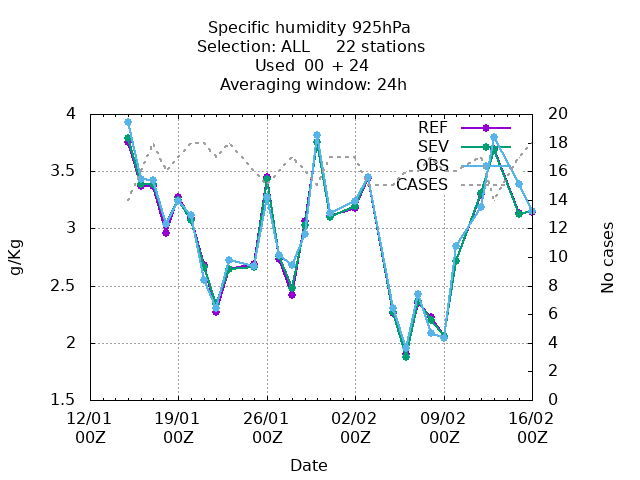 Specific humidity 925hPa
Selection: ALL 22 stations
Used 00 + 24
Averaging window: 24h
4
3.5
3
2.5
2
1.5
g/Kg
20
18
16
14
12
10
8
6
4
2
0
No cases
REF
SEV
OBS
CASES
12/01 19/01 26/01 02/02 09/02 16/02
00Z 00Z 00Z 00Z 00Z 00Z
Date